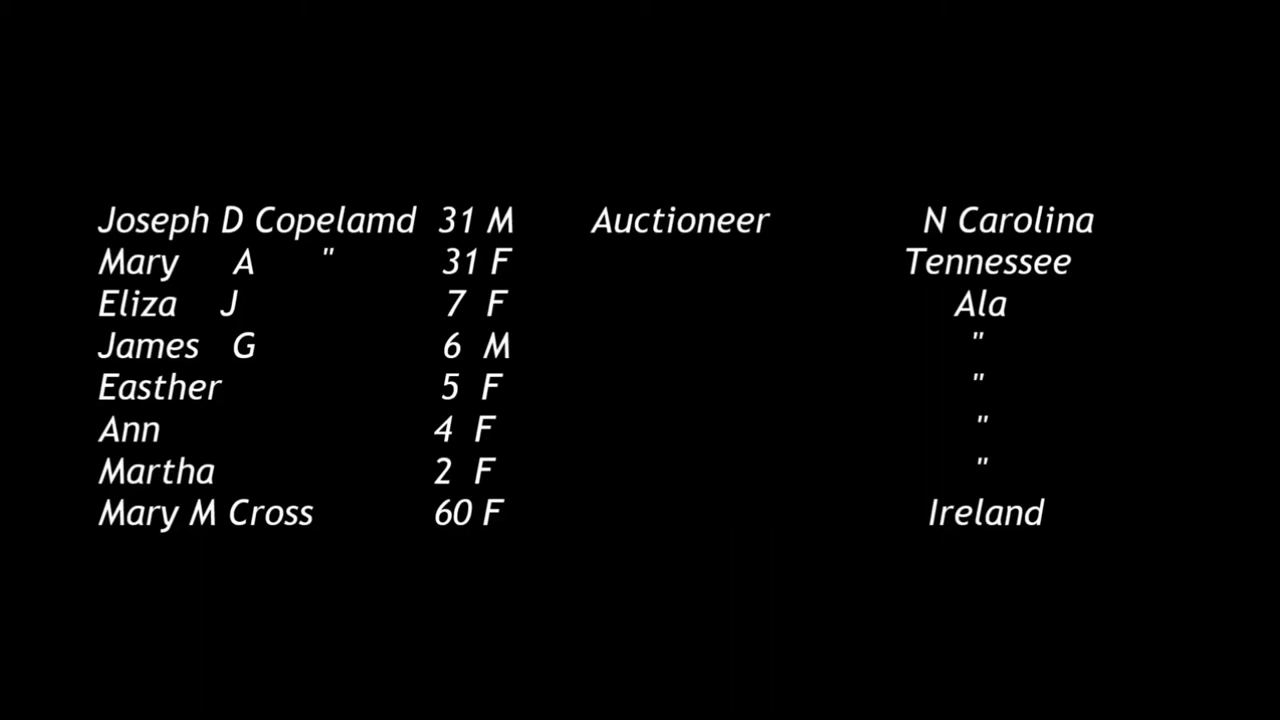 Joseph D Copelamd 31 M Auctioneer N Carolina
Mary A " 31 F Tennessee
Eliza J 7 F Ala
James G 6 M "
Easther 5 F "
Ann 4 F "
Martha 2 F "
Mary M Cross 60 F Ireland